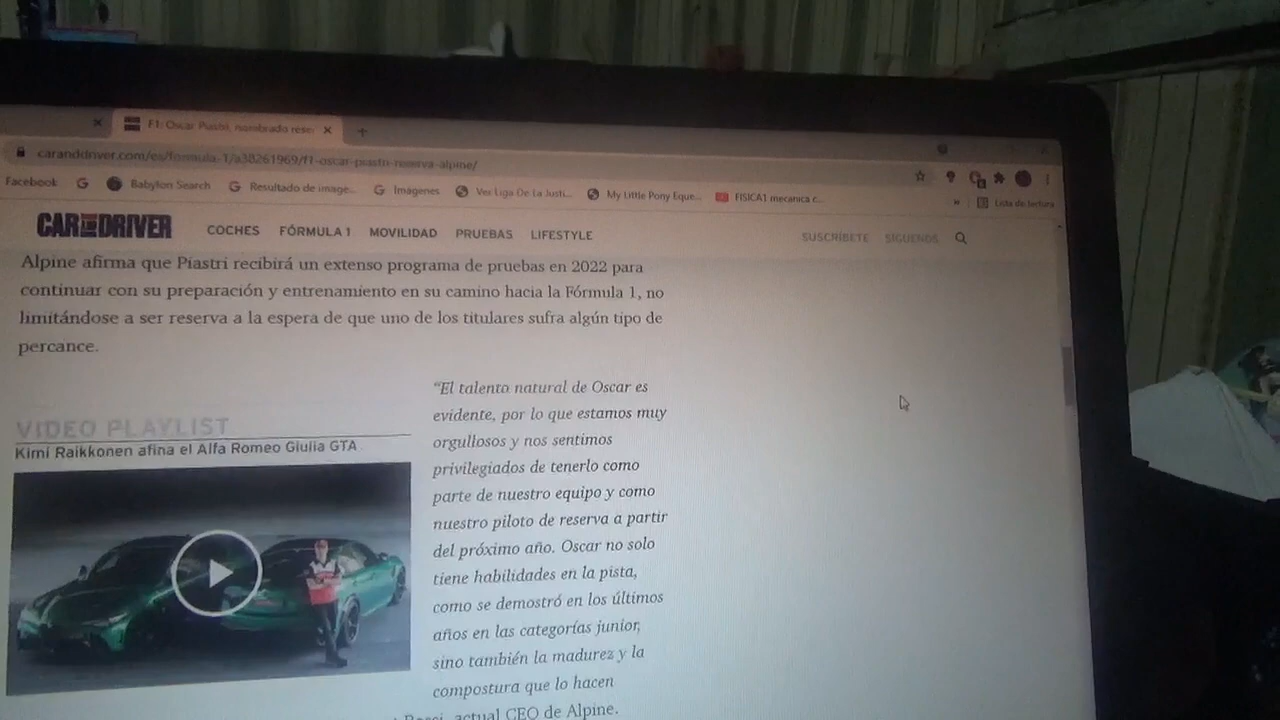 F1: Oscar Piastri, nombrado reser
caranddriver.com/es/formula-1/a38261969/f1-oscar-piastri-reserva-alpine/
Facebook
Babylon Search
Resultado de image...
Imágenes
Ver Liga De La Justi...
My Little Pony Eque...
FISICA1 mecanica c...
Lista de lectura
CAR AND DRIVER
COCHES
FÓRMULA 1
MOVILIDAD
PRUEBAS
LIFESTYLE
SUSCRÍBETE
SÍGUENOS
Alpine afirma que Piastri recibirá un extenso programa de pruebas en 2022 para
continuar con su preparación y entrenamiento en su camino hacia la Fórmula 1, no
limitándose a ser reserva a la espera de que uno de los titulares sufra algún tipo de
percance.
VIDEO PLAYLIST
Kimi Raikkonen afina el Alfa Romeo Giulia GTA
“El talento natural de Oscar es
evidente, por lo que estamos muy
orgullosos y nos sentimos
privilegiados de tenerlo como
parte de nuestro equipo y como
nuestro piloto de reserva a partir
del próximo año. Oscar no solo
tiene habilidades en la pista,
como se demostró en los últimos
años en las categorías junior,
sino también la madurez y la
compostura que lo hacen
Rossi, actual CEO de Alpine.